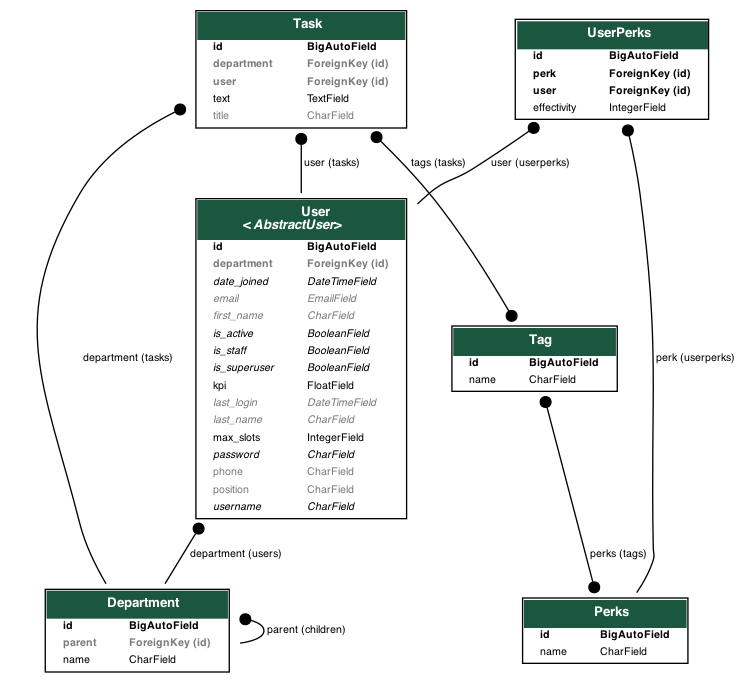 Task
id BigAutoField
department ForeignKey (id)
user ForeignKey (id)
text TextField
title CharField
UserPerks
id BigAutoField
perk ForeignKey (id)
user ForeignKey (id)
effectivity IntegerField
user (tasks)
tags (tasks)
user (userperks)
User
< AbstractUser>
id BigAutoField
department ForeignKey (id)
date_joined DateTimeField
email EmailField
first_name CharField
is_active BooleanField
is_staff BooleanField
is_superuser BooleanField
kpi FloatField
last_login DateTimeField
last_name CharField
max_slots IntegerField
password CharField
phone CharField
position CharField
username CharField
Tag
id BigAutoField
name CharField
department (tasks)
perk (userperks)
department (users)
perks (tags)
Department
id BigAutoField
parent ForeignKey (id)
name CharField
parent (children)
Perks
id BigAutoField
name CharField